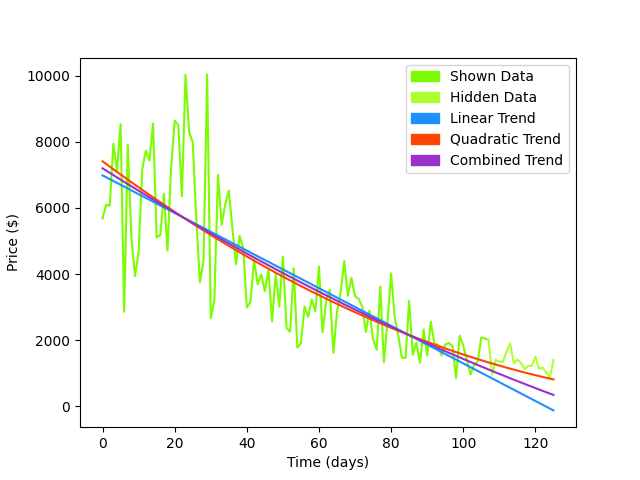 10000
8000
6000
4000
2000
0
Price ($)
0 20 40 60 80 100 120
Time (days)
Shown Data
Hidden Data
Linear Trend
Quadratic Trend
Combined Trend